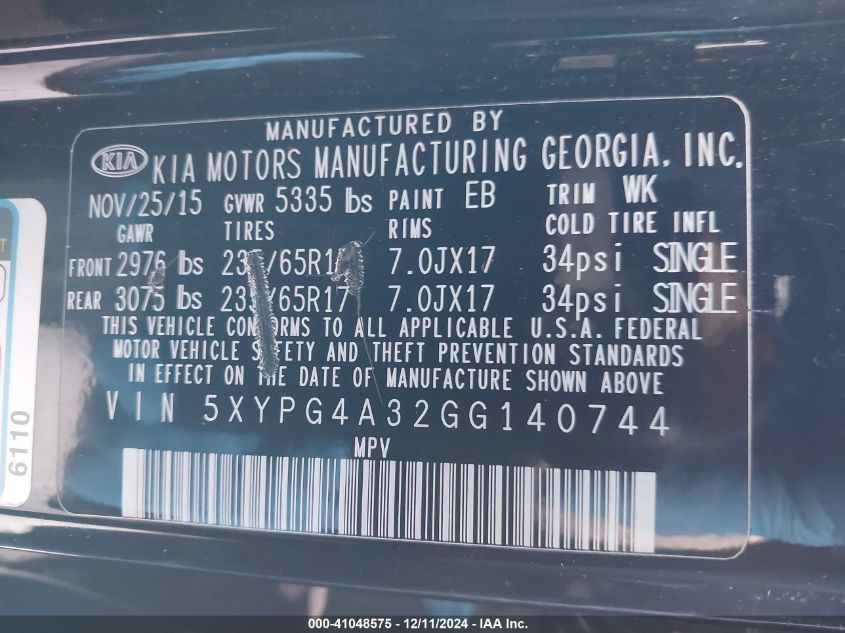 MANUFACTURED BY
KIA KIA MOTORS MANUFACTURING GEORGIA, INC.
NOV/25/15 GVWR 5335 lbs PAINT EB TRIM WK
GAWR TIRES RIMS COLD TIRE INFL
FRONT 2976 lbs 7.0JX17 34psi SINGLE
REAR 3075 lbs 235/65R17 7.0JX17 34psi SINGLE
THIS VEHICLE CONFORMS TO ALL APPLICABLE U.S.A. FEDERAL
MOTOR VEHICLE SAFETY AND THEFT PREVENTION STANDARDS
IN EFFECT ON THE DATE OF MANUFACTURE SHOWN ABOVE
VIN 5XYPG4A32GG140744
MPV
6110
000-41048575 - 12/11/2024 - IAA Inc.